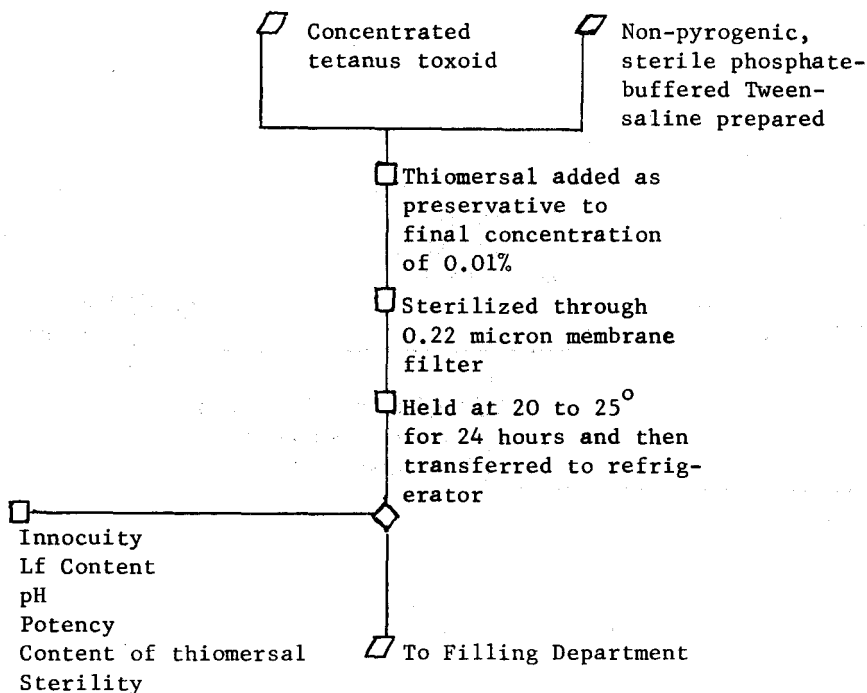 Concentrated
tetanus toxoid
Non-pyrogenic,
sterile phosphate-
buffered Tween-
saline prepared
Thiomersal added as
preservative to
final concentration
of 0.01%
Sterilized through
0.22 micron membrane
filter
Held at 20 to 25°
for 24 hours and then
transferred to refrig-
erator
Innocuity
Lf Content
pH
Potency
Content of thiomersal
Sterility
To Filling Department